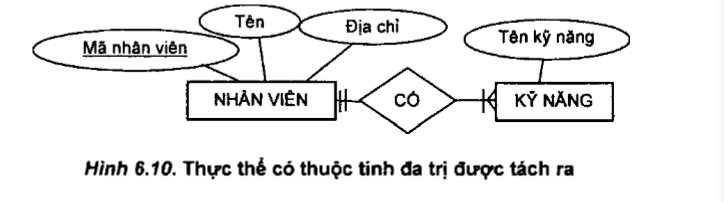 Tên
Địa chỉ
Mã nhân viên
Tên kỹ năng
NHÂN VIÊN
CÓ
KỸ NĂNG
Hình 6.10. Thực thể có thuộc tính đa trị được tách ra